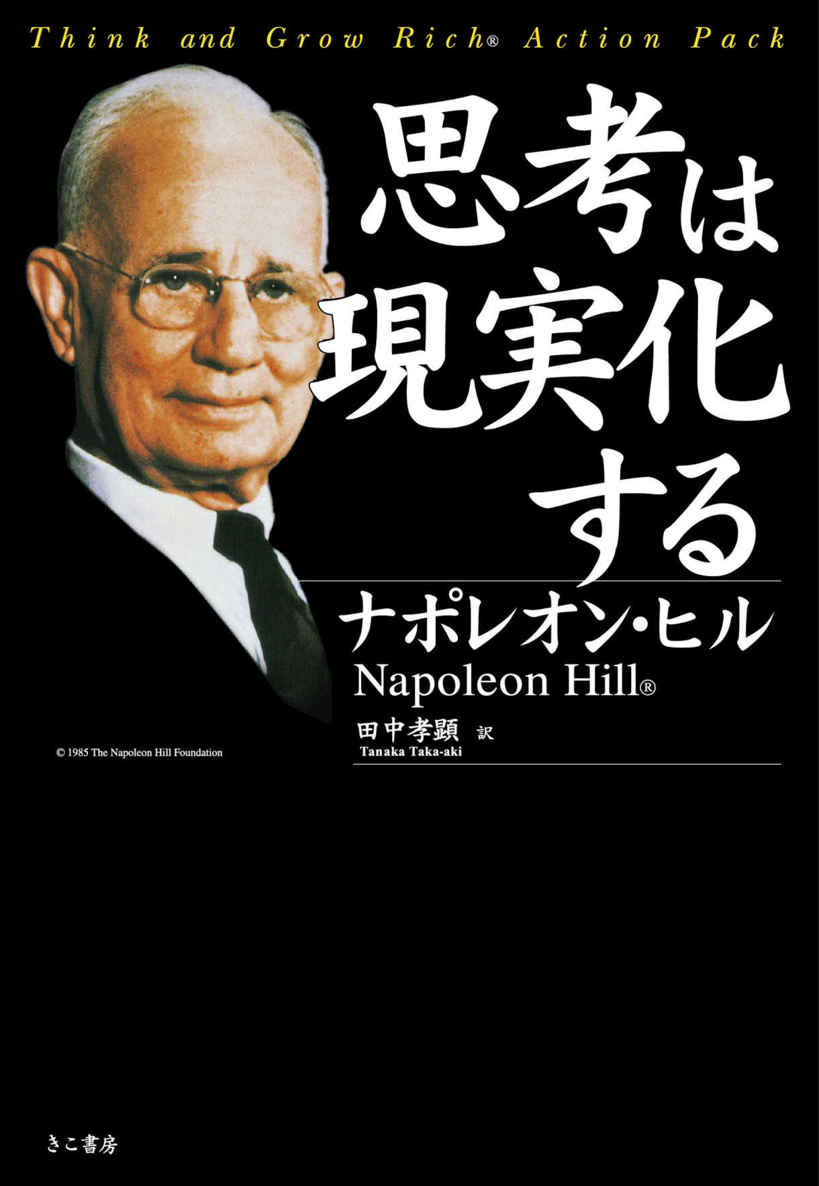 Think and Grow Rich® Action Pack
思考は
現実化
する
ナポレオン・ヒル
Napoleon Hill®
田中孝顕 訳
Tanaka Taka-aki
© 1985 The Napoleon Hill Foundation
きこ書房